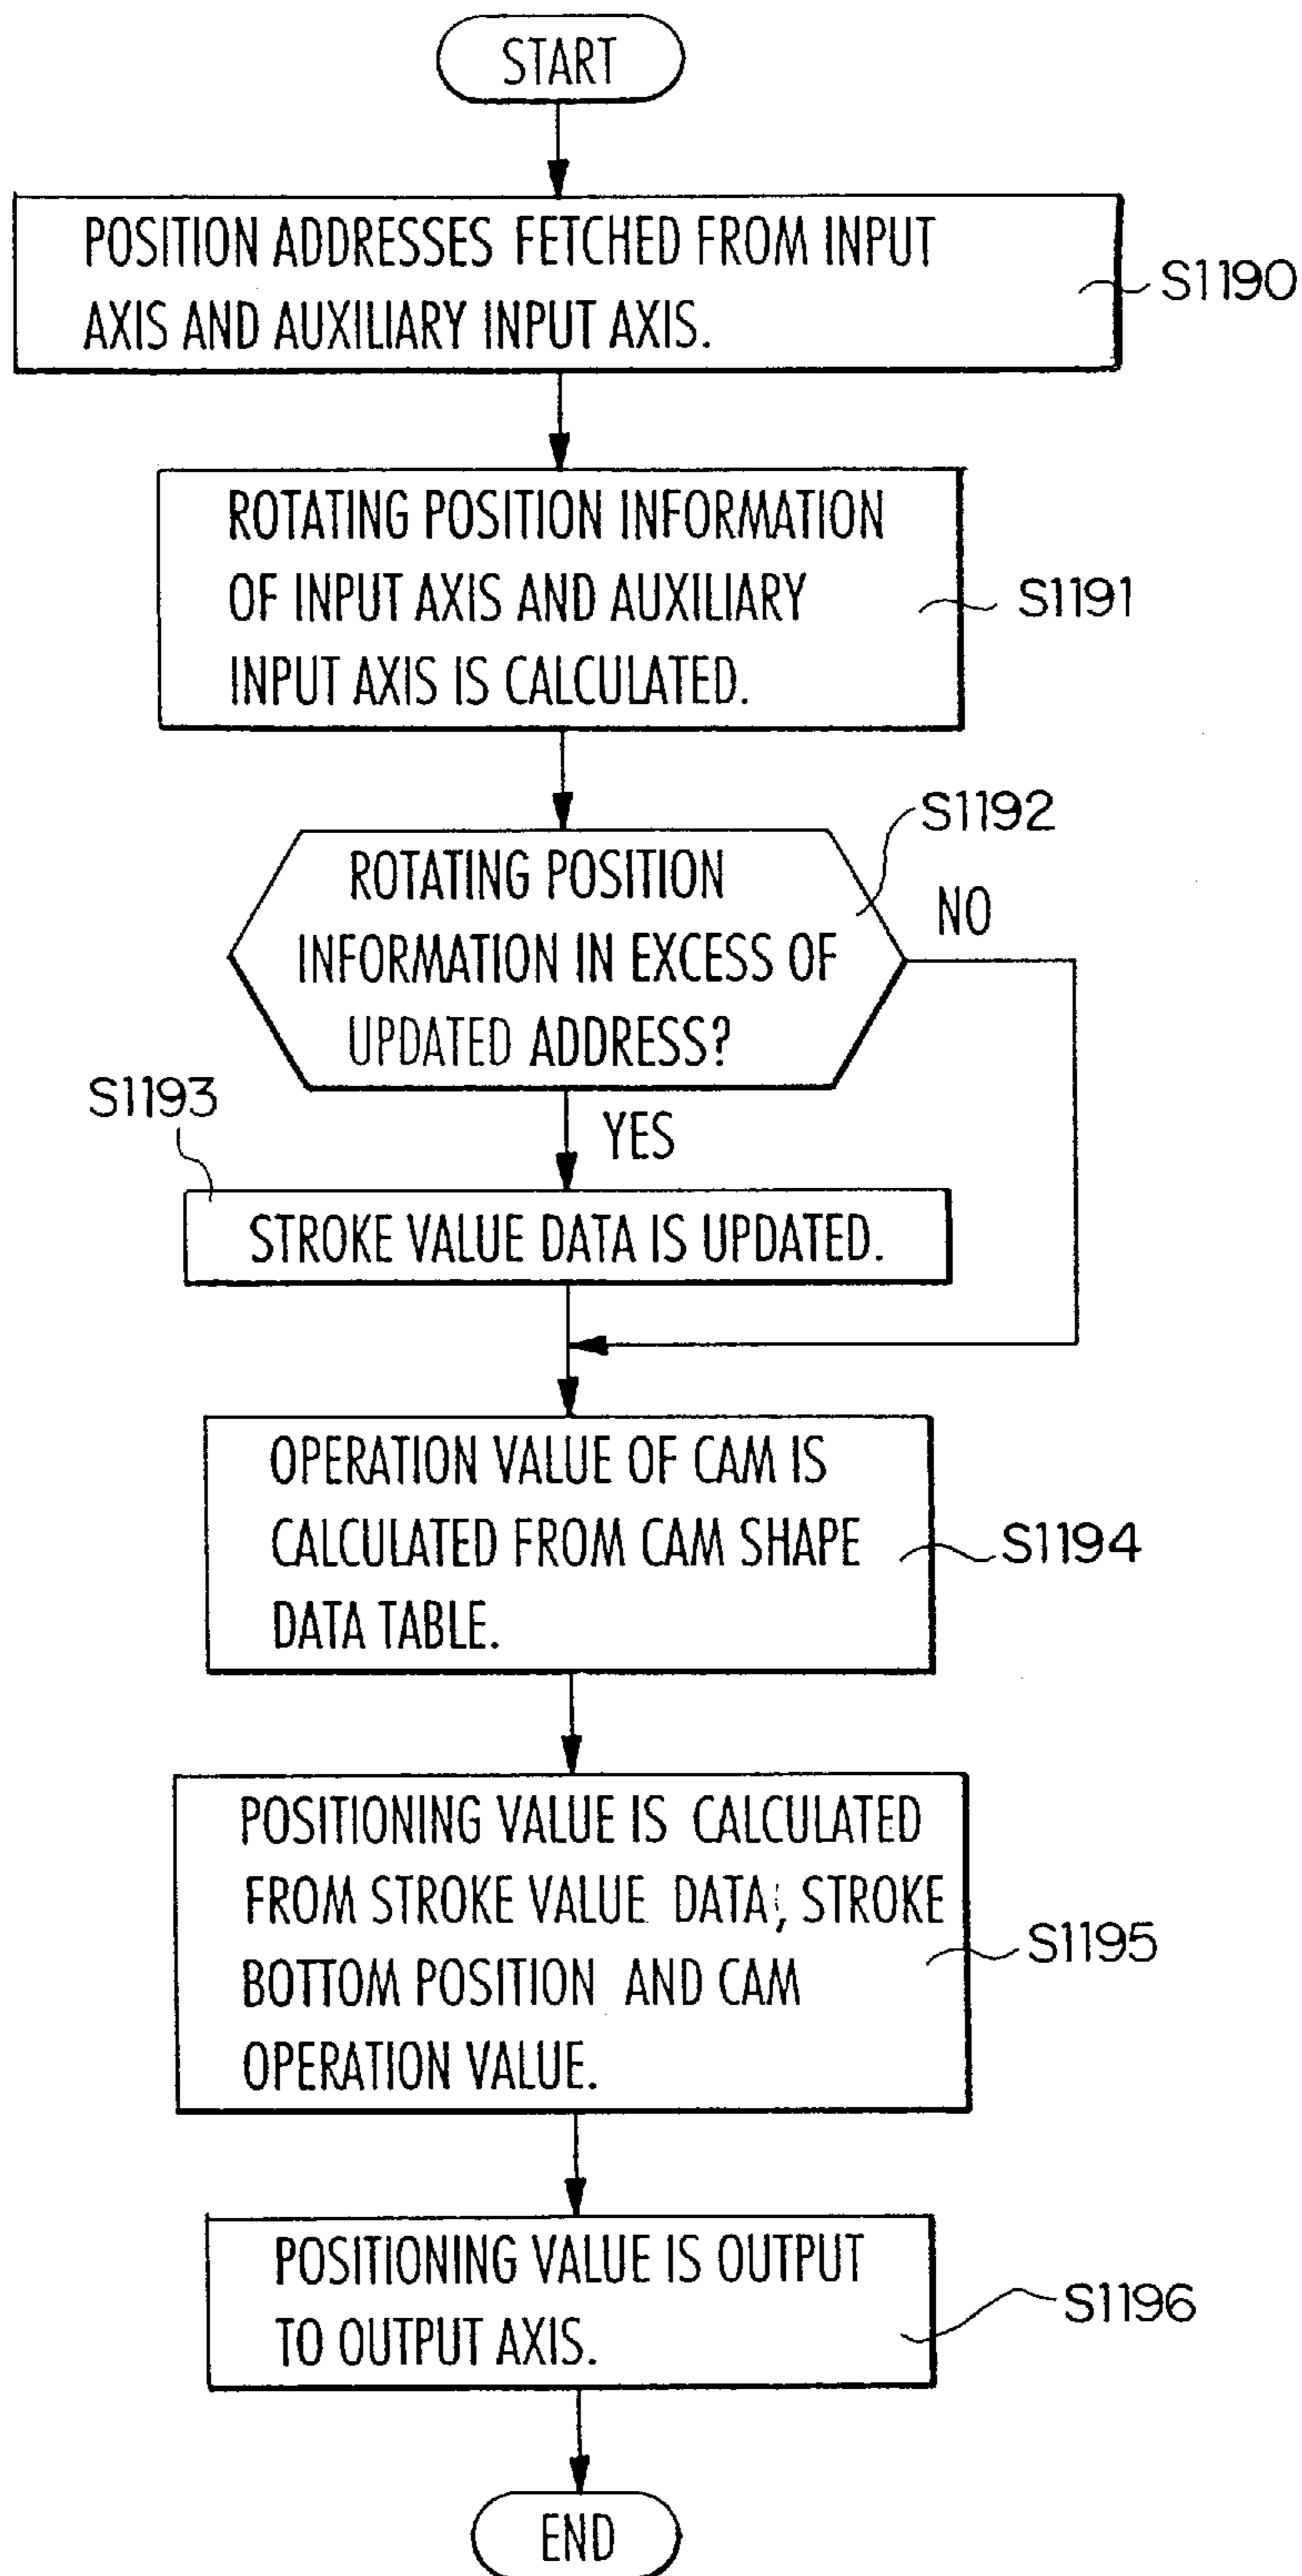 START
POSITION ADDRESSES FETCHED FROM INPUT
AXIS AND AUXILIARY INPUT AXIS.
S1190
ROTATING POSITION INFORMATION
OF INPUT AXIS AND AUXILIARY
INPUT AXIS IS CALCULATED.
S1191
S1192
ROTATING POSITION
INFORMATION IN EXCESS OF
UPDATED ADDRESS?
NO
S1193
YES
STROKE VALUE DATA IS UPDATED.
OPERATION VALUE OF CAM IS
CALCULATED FROM CAM SHAPE
DATA TABLE.
S1194
POSITIONING VALUE IS CALCULATED
FROM STROKE VALUE DATA, STROKE
BOTTOM POSITION AND CAM
OPERATION VALUE.
S1195
POSITIONING VALUE IS OUTPUT
TO OUTPUT AXIS.
S1196
END